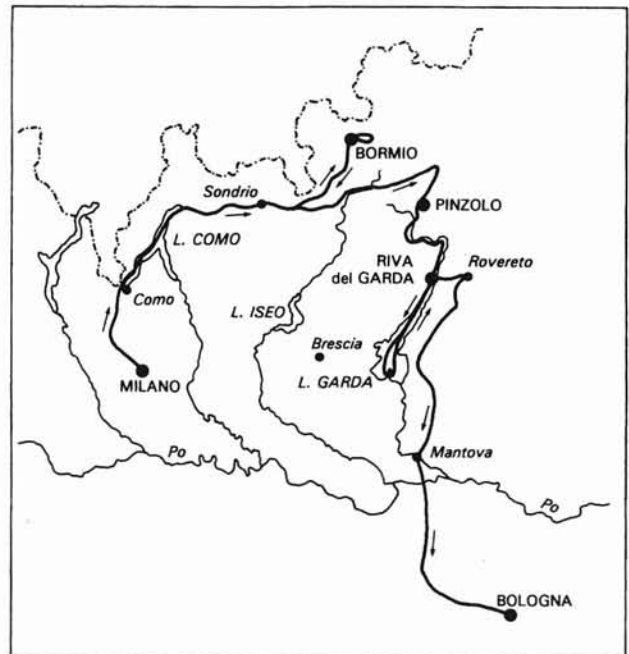 BORMIO
Sondrio
PINZOLO
L. COMO
RIVA
del GARDA
Rovereto
Como
L. ISEO
Brescia
L. GARDA
MILANO
Po
Mantova
Po
BOLOGNA